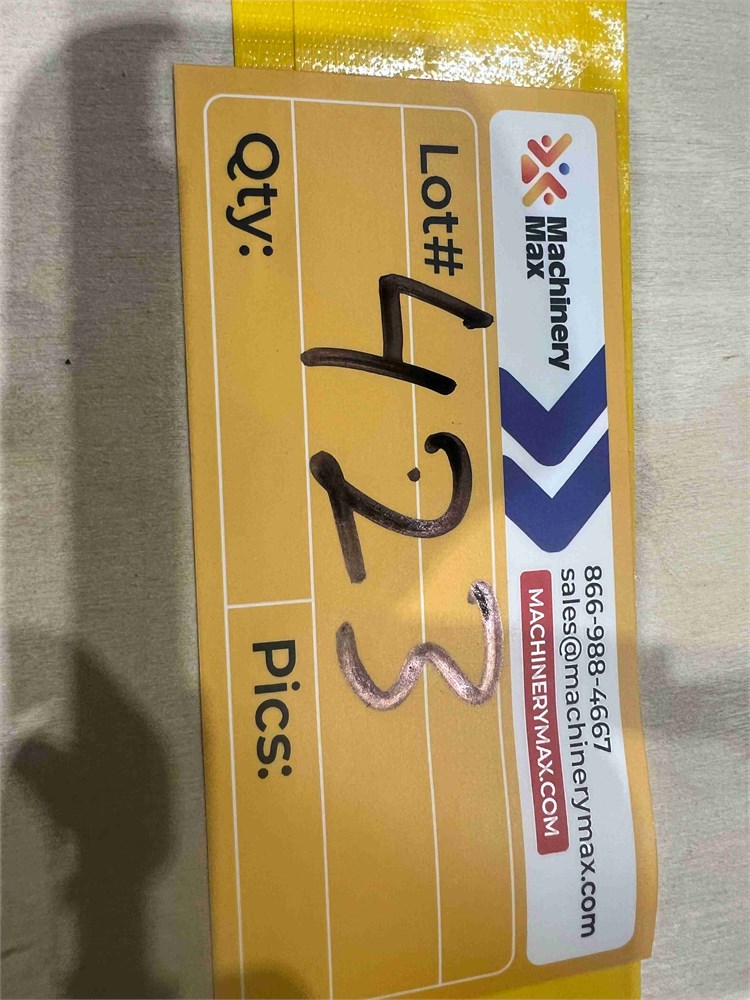 Machinery
Max
866-988-4667
sales@machinerymax.com
MACHINERYMAX.COM
Lot# 423
Qty:
Pics: